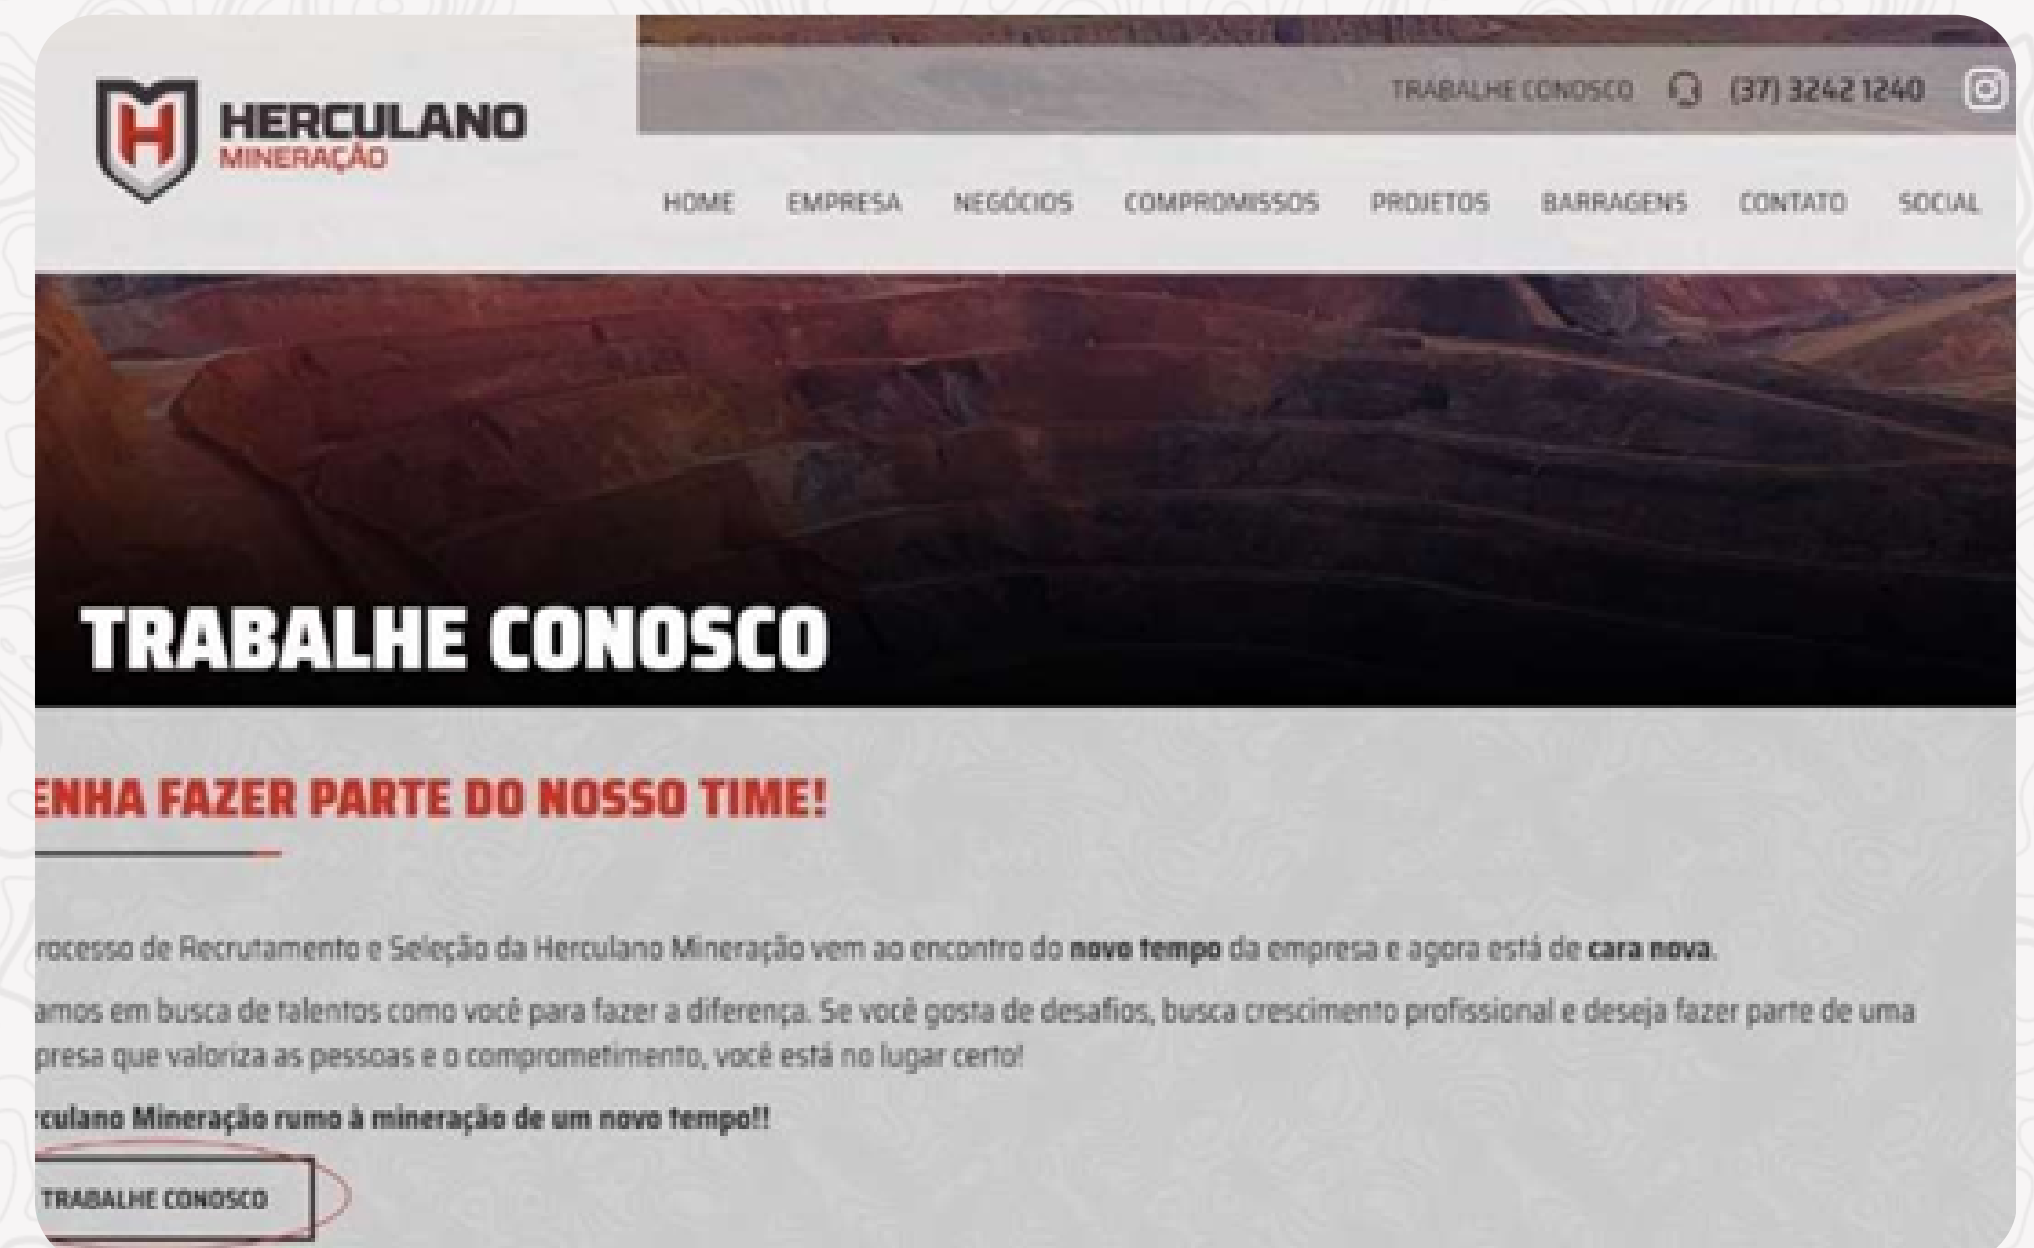 HERCULANO
MINERAÇÃO
TRABALHE CONOSCO (37) 3242 1240
HOME EMPRESA NEGÓCIOS COMPROMISSOS PROJETOS BARRAGENS CONTATO SOCIAL
TRABALHE CONOSCO
ENHA FAZER PARTE DO NOSSO TIME!
rocesso de Recrutamento e Seleção da Herculano Mineração vem ao encontro do novo tempo da empresa e agora está de cara nova.
amos em busca de talentos como você para fazer a diferença. Se você gosta de desafios, busca crescimento profissional e deseja fazer parte de uma
presa que valoriza as pessoas e o comprometimento, você está no lugar certo!
rculano Mineração rumo à mineração de um novo tempo!!
TRABALHE CONOSCO